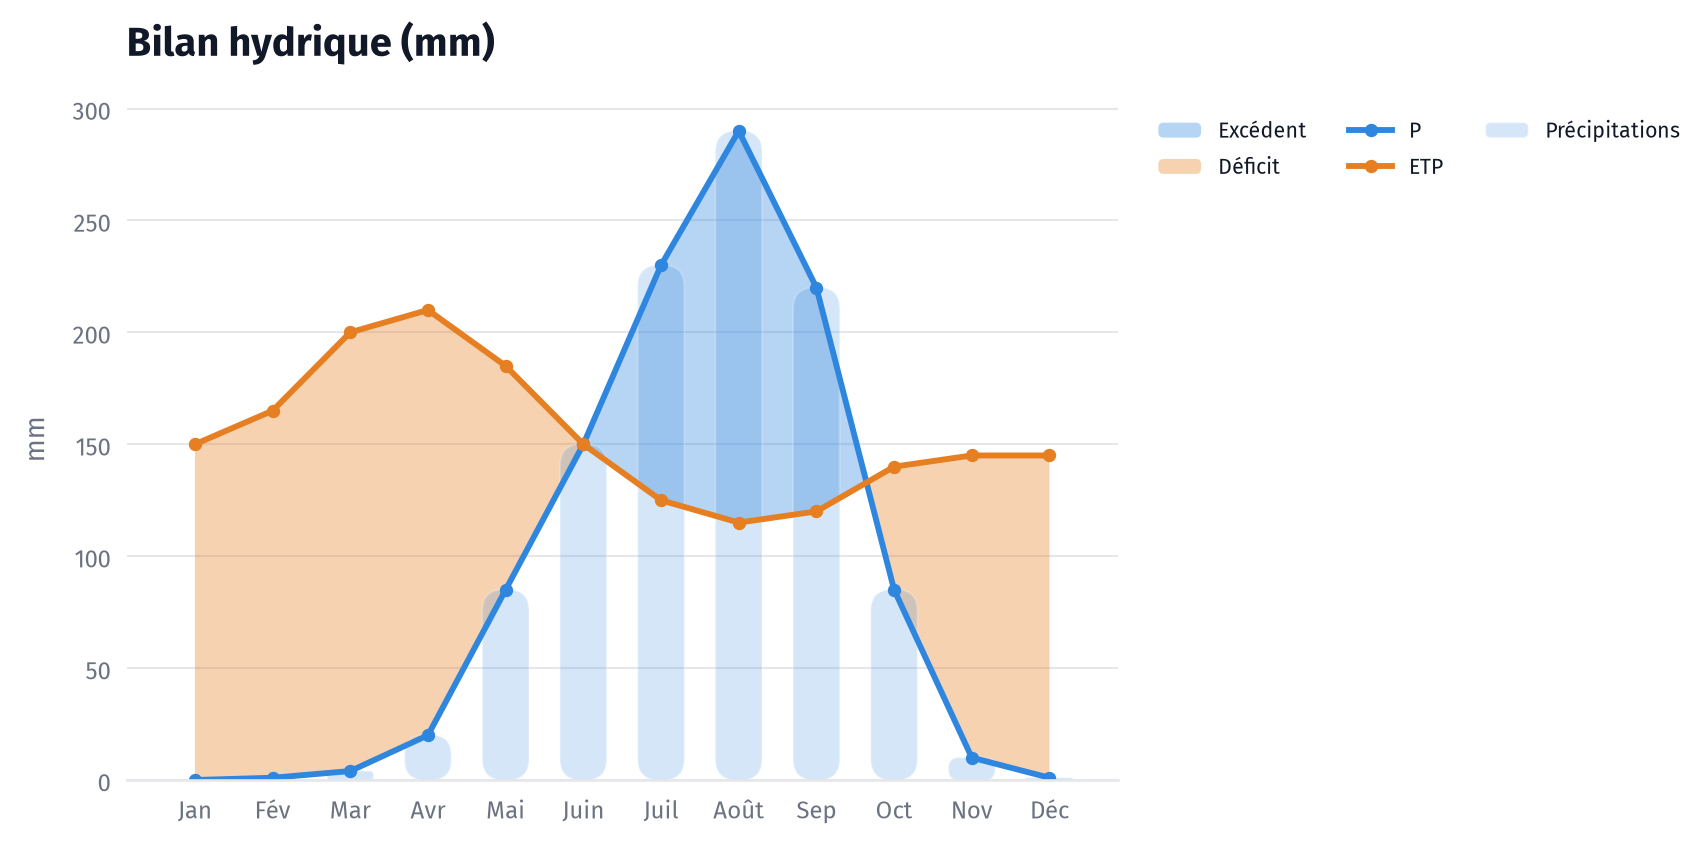 Bilan hydrique (mm)
300
250
200
150
100
50
0
mm
Jan Fév Mar Avr Mai Juin Juil Août Sep Oct Nov Déc
Excédent P Précipitations
Déficit ETP